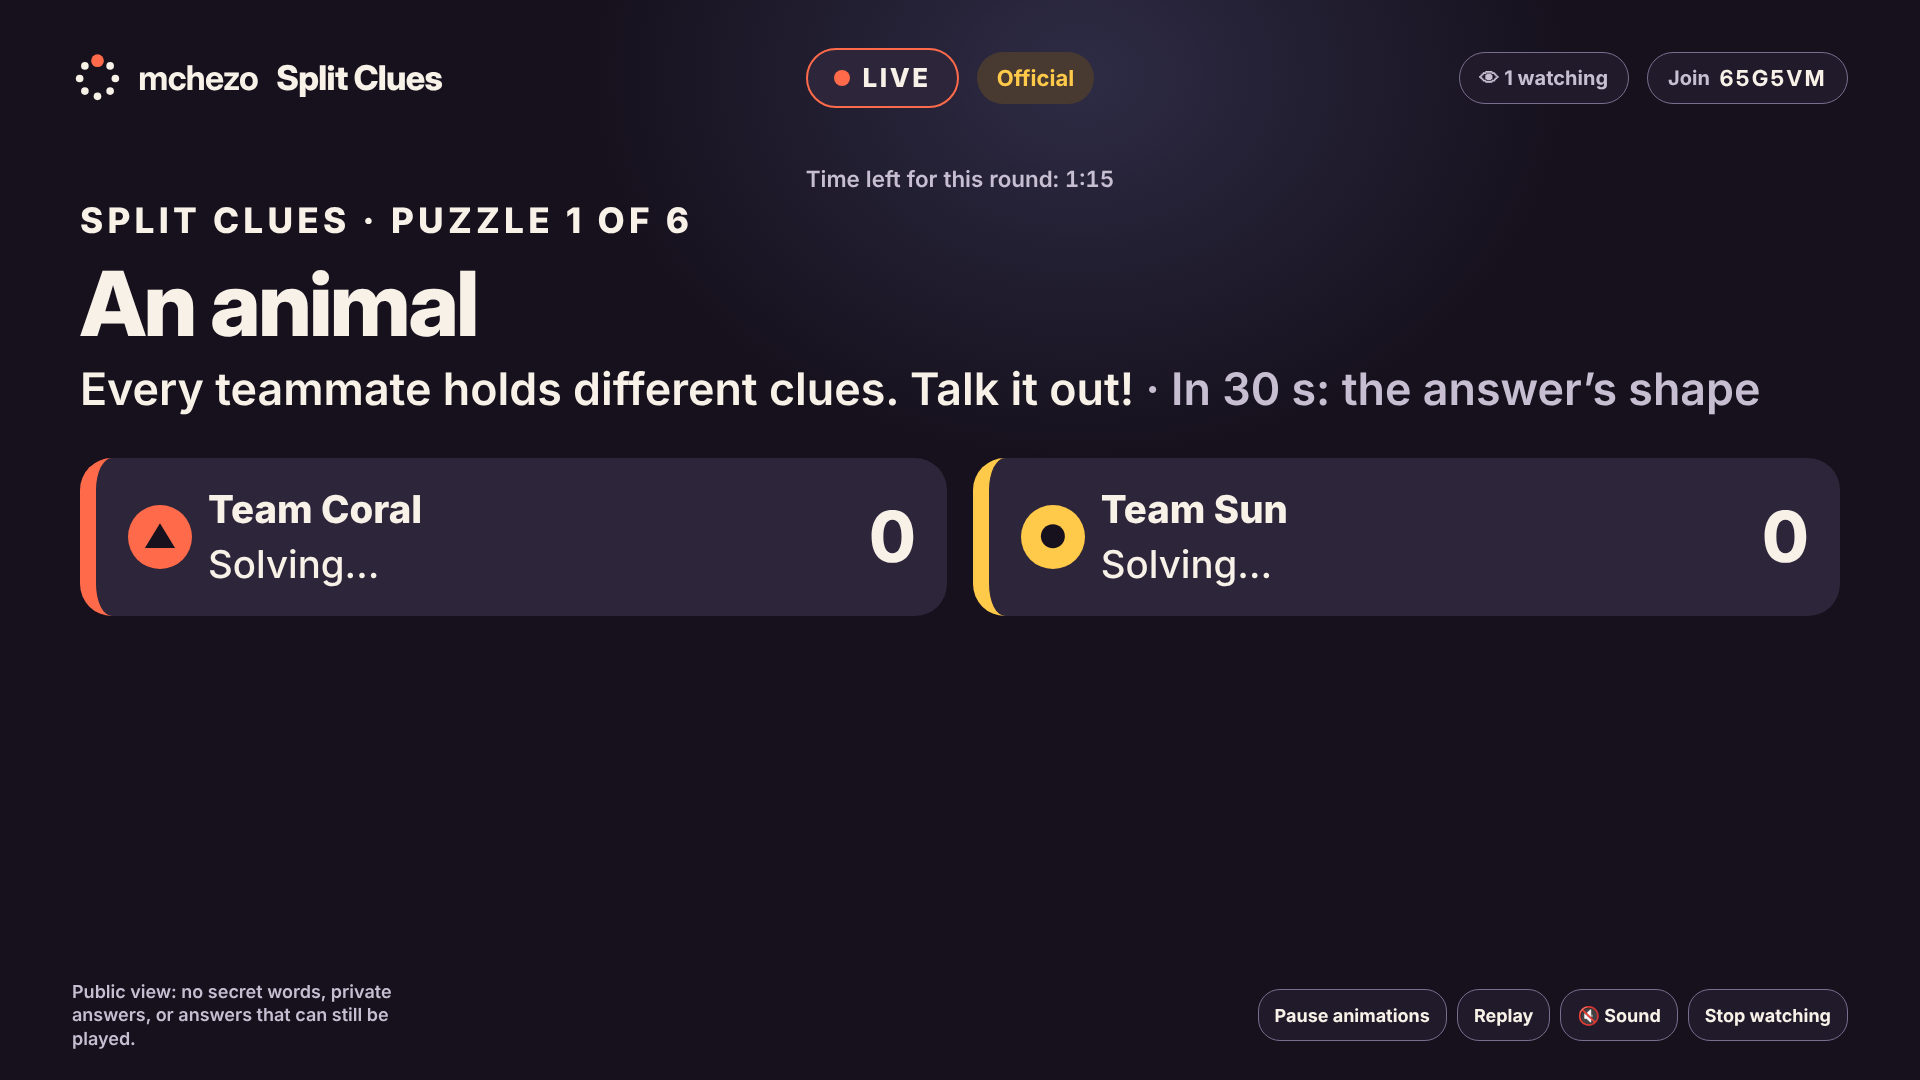 mchezo Split Clues
LIVE
Official
1 watching
Join 65G5VM
Time left for this round: 1:15
SPLIT CLUES · PUZZLE 1 OF 6
An animal
Every teammate holds different clues. Talk it out! · In 30 s: the answer’s shape
Team Coral
Solving…
0
Team Sun
Solving…
0
Public view: no secret words, private
answers, or answers that can still be
played.
Pause animations
Replay
Sound
Stop watching